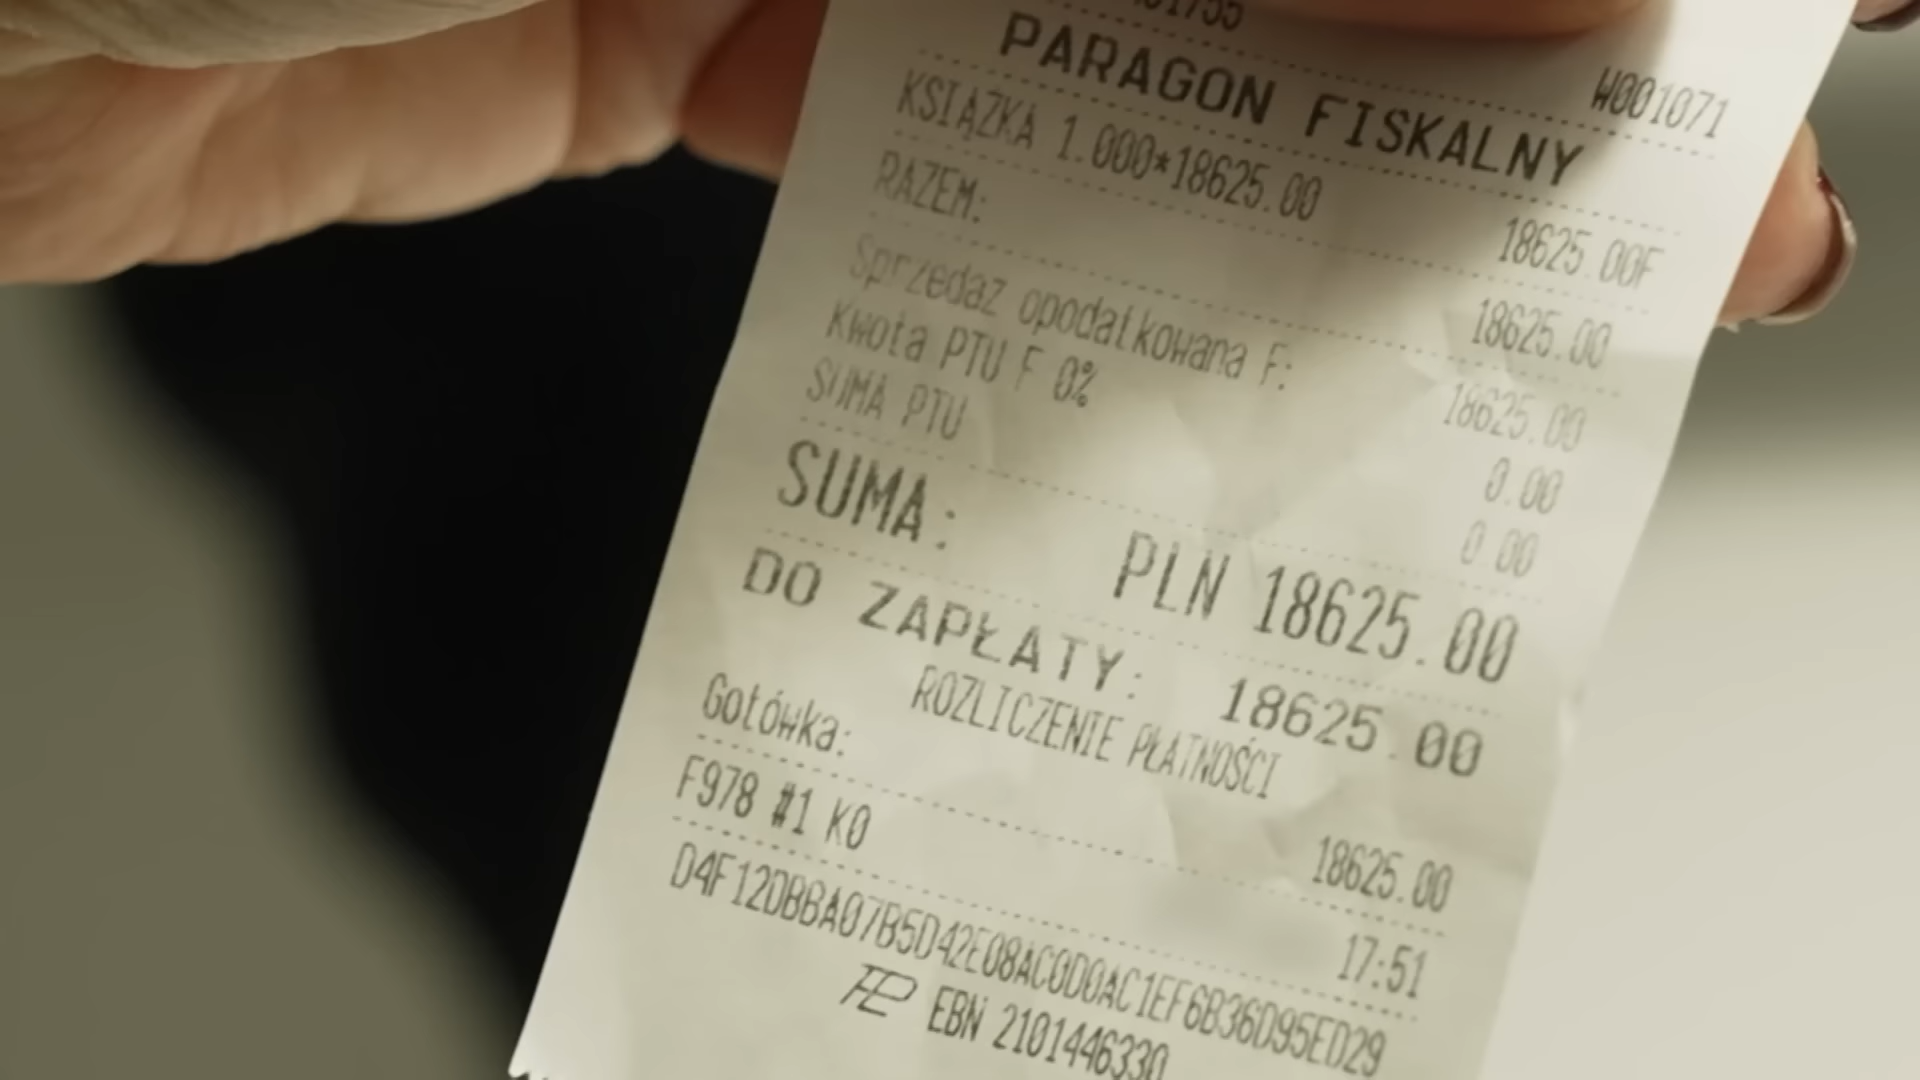 W001071
PARAGON FISKALNY
KSIĄŻKA 1.000*18625.00 18625.00F
RAZEM: 18625.00
Sprzedaż opodatkowana F: 18625.00
Kwota PTU F 0% 0.00
SUMA PTU 0.00
SUMA: PLN 18625.00
DO ZAPŁATY: 18625.00
ROZLICZENIE PŁATNOŚCI
Gotówka: 18625.00
F978 #1 KO 17:51
D4F12DBBA07B5D42E08AC0D0AC1EF6B36D95ED29
EBN 2101446330